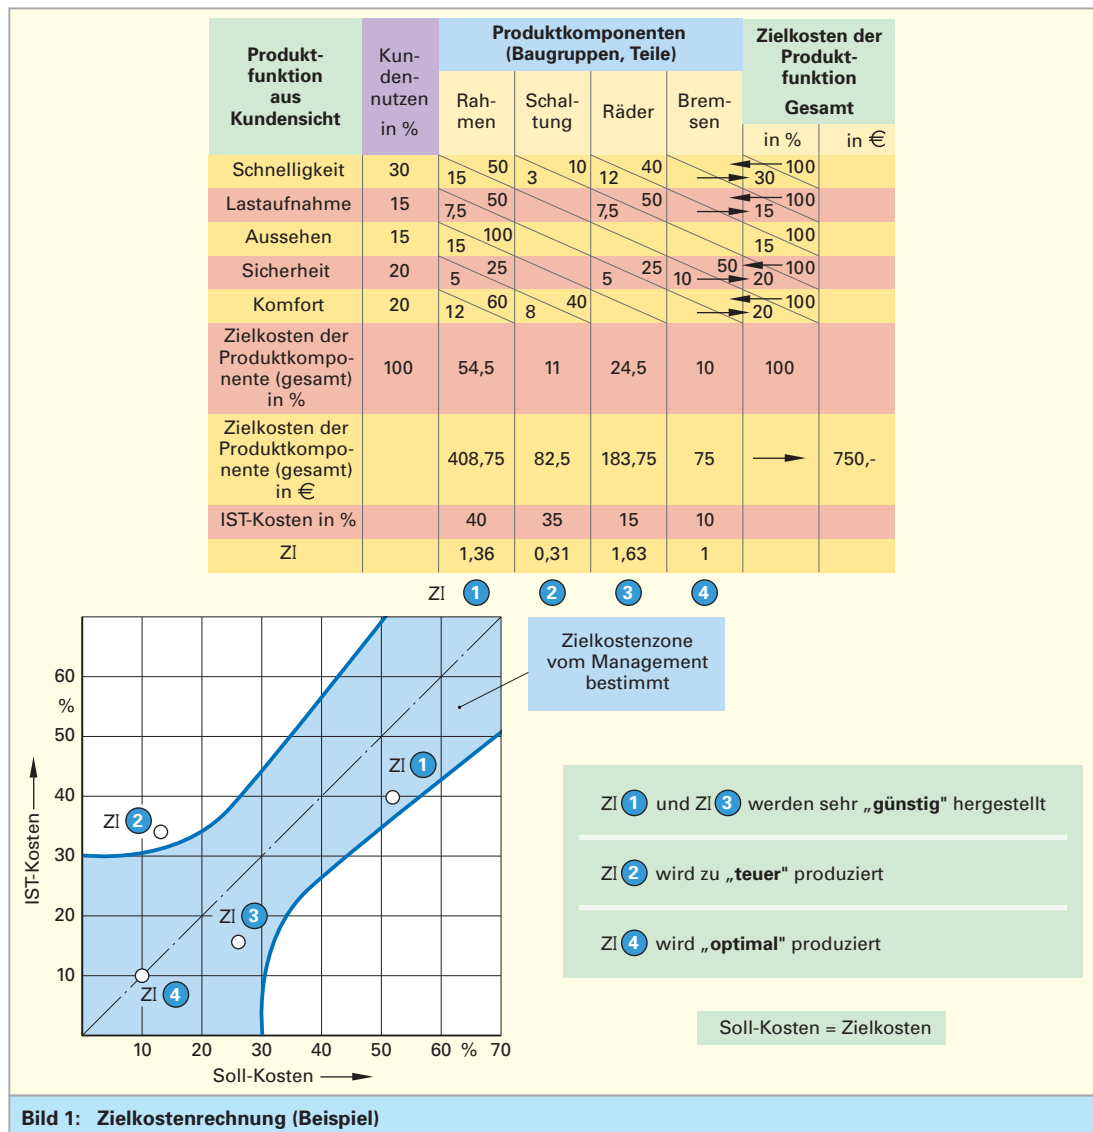 Produkt-
funktion
aus
Kundensicht
Kun-
den-
nutzen
in %
Produktkomponenten
(Baugruppen, Teile)
Rah-
men
Schal-
tung
Räder
Brem-
sen
Zielkosten der
Produkt-
funktion
Gesamt
in % in €
Schnelligkeit 30 15 50 3 10 12 40 30 100
Lastaufnahme 15 7,5 50 7,5 50 15 100
Aussehen 15 15 100 15 100
Sicherheit 20 5 25 5 25 10 50 20 100
Komfort 20 12 60 8 40 20 100
Zielkosten der
Produktkompo-
nente (gesamt)
in %
100 54,5 11 24,5 10 100
Zielkosten der
Produktkompo-
nente (gesamt)
in €
408,75 82,5 183,75 75 750,-
IST-Kosten in % 40 35 15 10
ZI 1,36 0,31 1,63 1
ZI 1 2 3 4
Zielkostenzone
vom Management
bestimmt
60
%
50
40
30
20
10
IST-Kosten
ZI 1
ZI 2
ZI 3
ZI 4
10 20 30 40 50 60 % 70
Soll-Kosten
ZI 1 und ZI 3 werden sehr „günstig" hergestellt
ZI 2 wird zu „teuer" produziert
ZI 4 wird „optimal" produziert
Soll-Kosten = Zielkosten
Bild 1: Zielkostenrechnung (Beispiel)